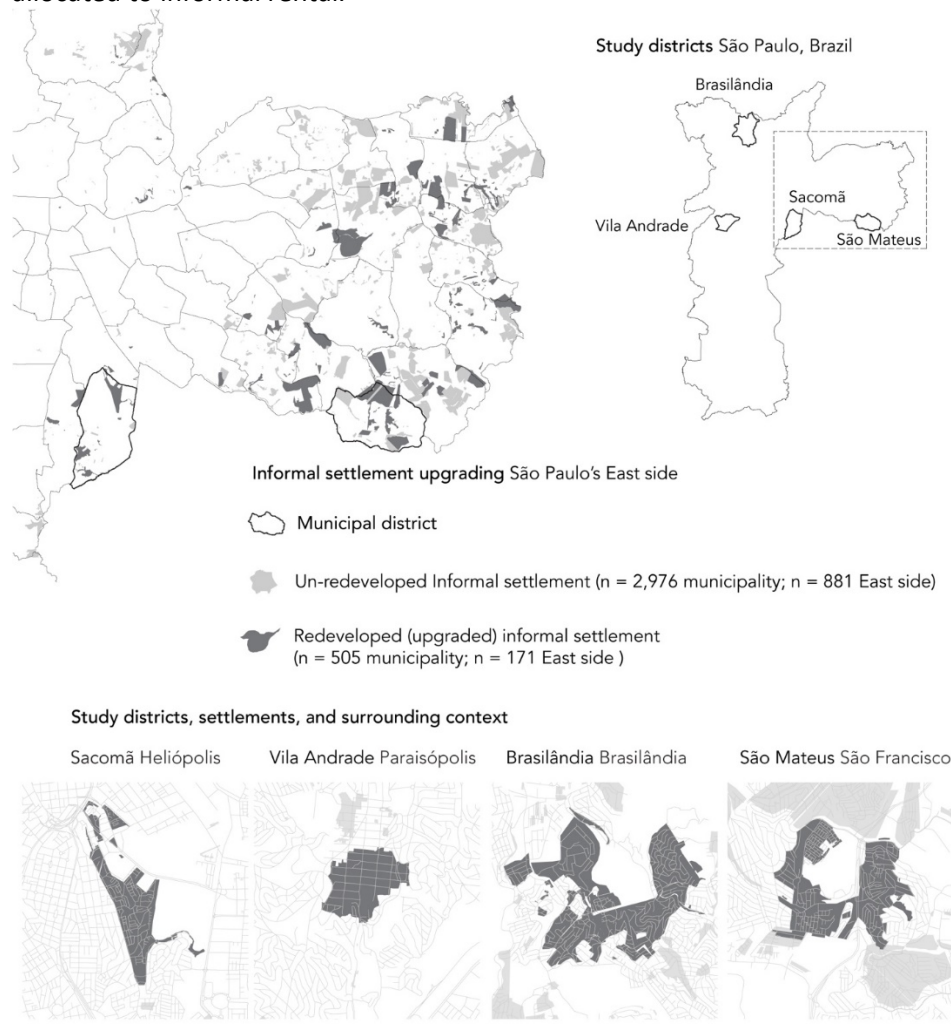 allocated to informal rental.
Study districts São Paulo, Brazil
Brasilândia
Sacomã
Vila Andrade
São Mateus
Informal settlement upgrading São Paulo's East side
Municipal district
Un-redeveloped Informal settlement (n = 2,976 municipality; n = 881 East side)
Redeveloped (upgraded) informal settlement
(n = 505 municipality; n = 171 East side )
Study districts, settlements, and surrounding context
Sacomã Heliópolis
Vila Andrade Paraisópolis
Brasilândia Brasilândia
São Mateus São Francisco